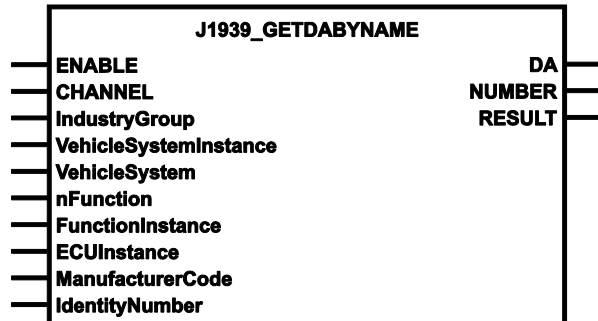 J1939_GETDABYNAME
ENABLE DA
CHANNEL NUMBER
IndustryGroup RESULT
VehicleSystemInstance
VehicleSystem
nFunction
FunctionInstance
ECUInstance
ManufacturerCode
IdentityNumber